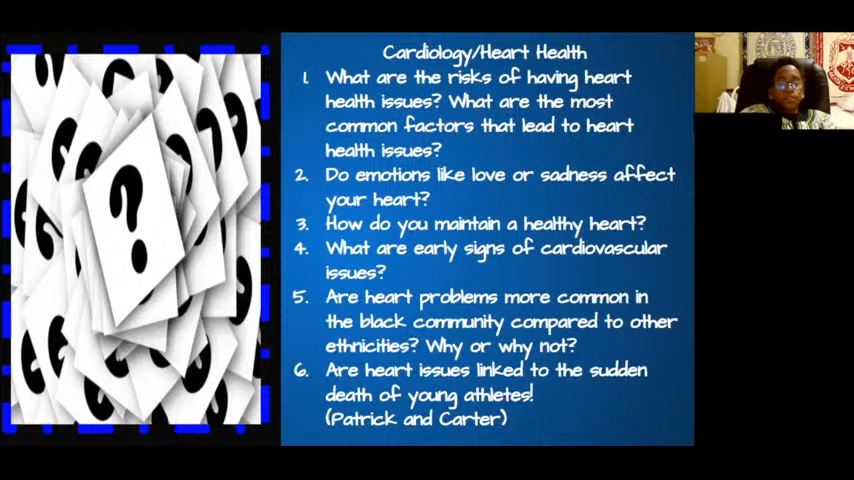 Cardiology/Heart Health
1. What are the risks of having heart
health issues? What are the most
common factors that lead to heart
health issues?
2. Do emotions like love or sadness affect
your heart?
3. How do you maintain a healthy heart?
4. What are early signs of cardiovascular
issues?
5. Are heart problems more common in
the black community compared to other
ethnicities? Why or why not?
6. Are heart issues linked to the sudden
death of young athletes!
(Patrick and Carter)
?